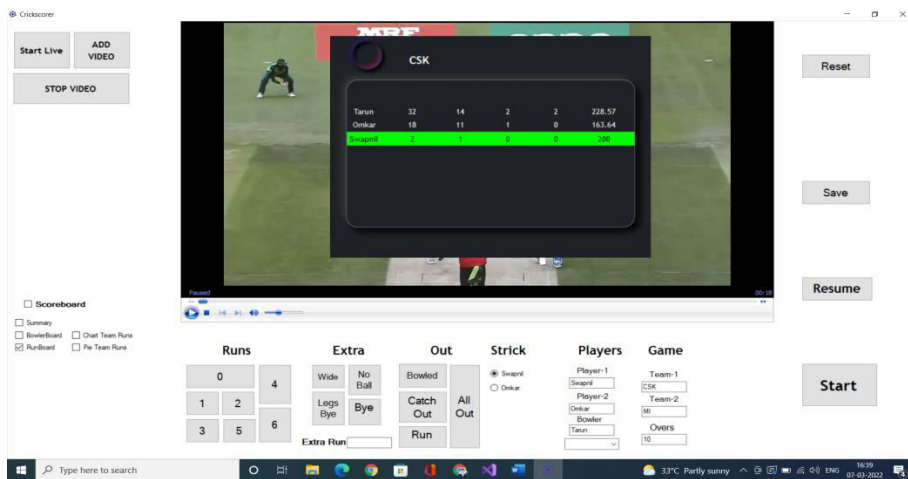 Crickscorer
Start Live
ADD VIDEO
STOP VIDEO
CSK
Tarun 32 14 2 2 228.57
Omkar 18 11 1 0 163.64
Swapnil 2 1 0 0 200
Paused
00:18
Reset
Save
Resume
Start
Scoreboard
Summary
BowlerBoard Chart Team Runs
RunBoard Pie Team Runs
Runs
0
4
1
2
3
5
6
Extra
Wide
No Ball
Legs Bye
Bye
Extra Run
Out
Bowled
Catch Out
Run
All Out
Strick
Swapnil
Omkar
Players
Player-1
Swapnil
Player-2
Omkar
Bowler
Tarun
Game
Team-1
CSK
Team-2
MI
Overs
10
Type here to search
33°C Partly sunny
ENG
16:39
07-03-2022